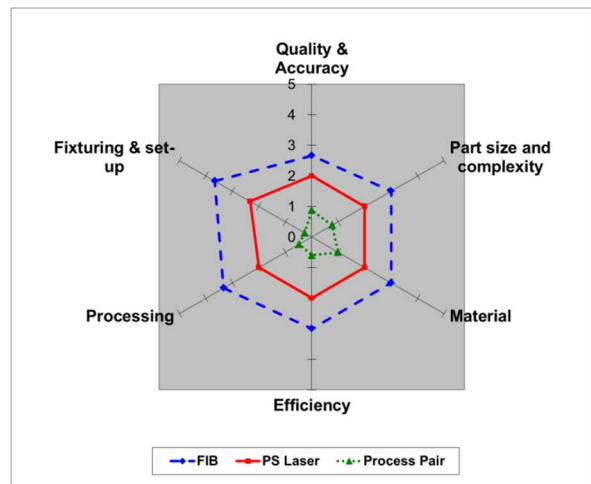 Quality &
Accuracy
5
4
3
2
1
0
Fixturing & set-
up
Part size and
complexity
Processing
Material
Efficiency
FIB PS Laser Process Pair